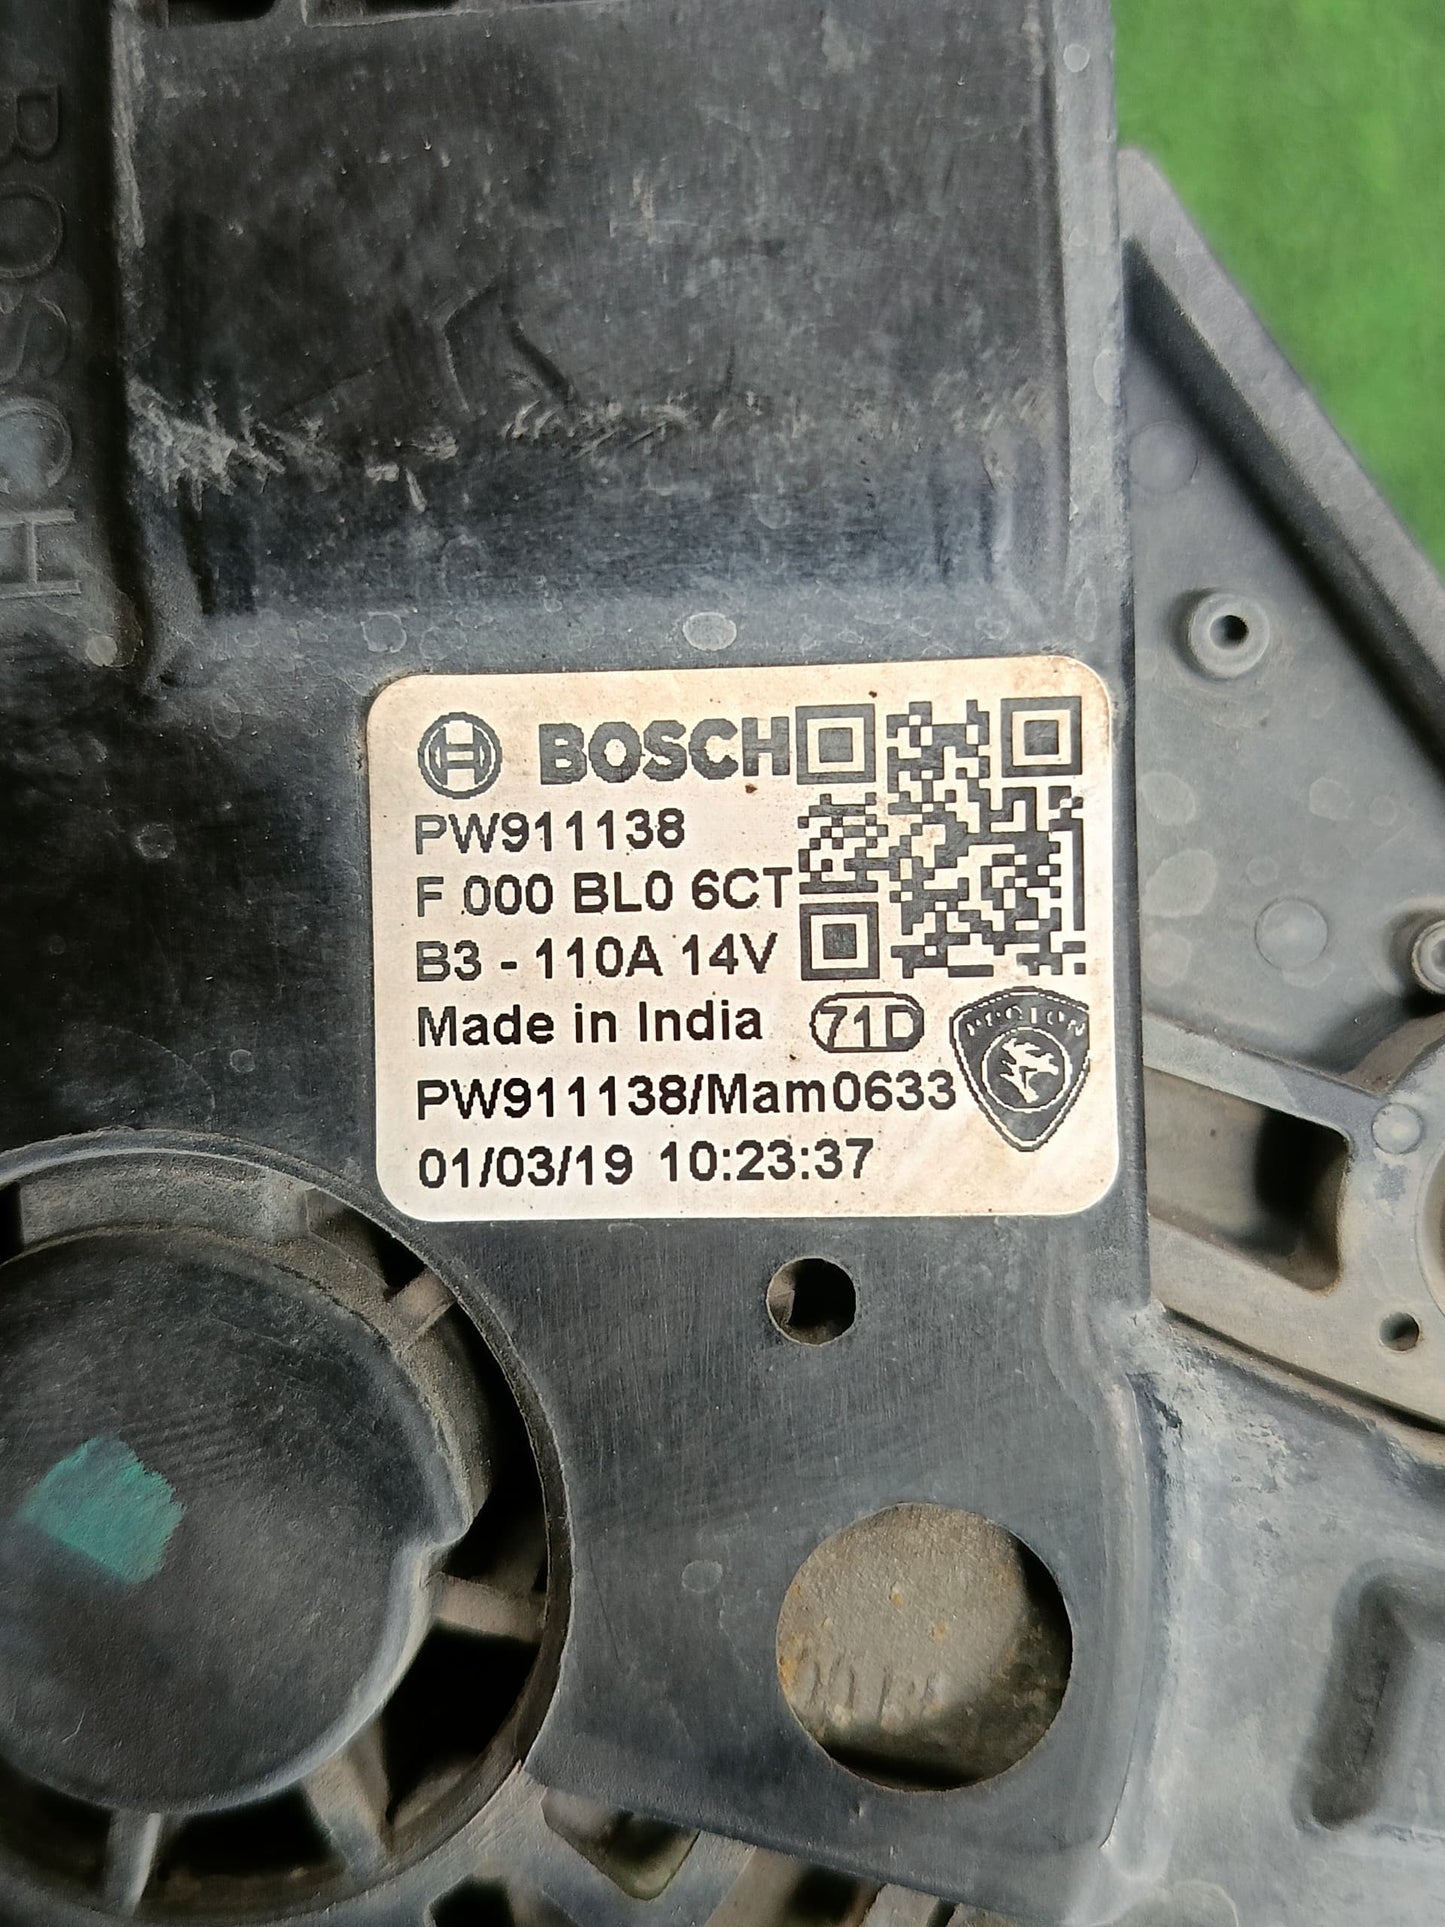 BOSCH
BOSCH
PW911138
F 000 BL0 6CT
B3 - 110A 14V
Made in India 71D
PROTON
PW911138/Mam0633
01/03/19 10:23:37